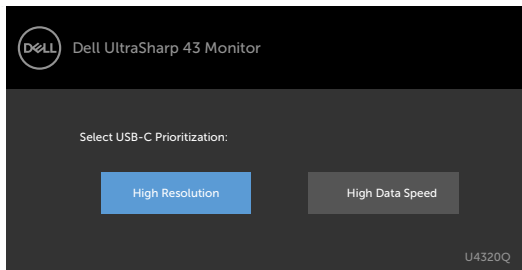 DELL Dell UltraSharp 43 Monitor
Select USB-C Prioritization:
High Resolution High Data Speed
U4320Q